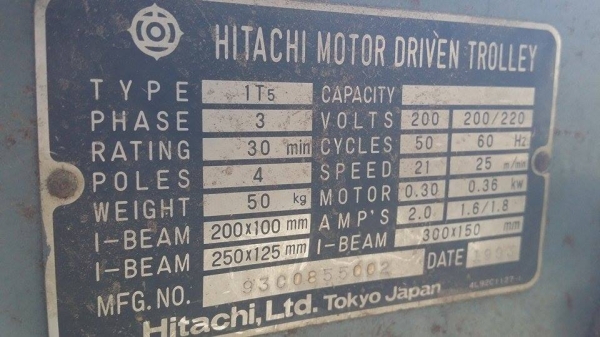 HITACHI MOTOR DRIVEN TROLLEY
TYPE 1T5 CAPACITY
PHASE 3 VOLTS 200 200/220
RATING 30 min CYCLES 50 60 Hz
POLES 4 SPEED 21 25 m/min
WEIGHT 50 kg MOTOR 0.30 0.36 kw
I-BEAM 200X100 mm AMP'S 2.0 1.6/1.8
I-BEAM 250X125 mm I-BEAM 300X150 mm
MFG. NO. 9300855002 DATE
Hitachi, Ltd. Tokyo Japan